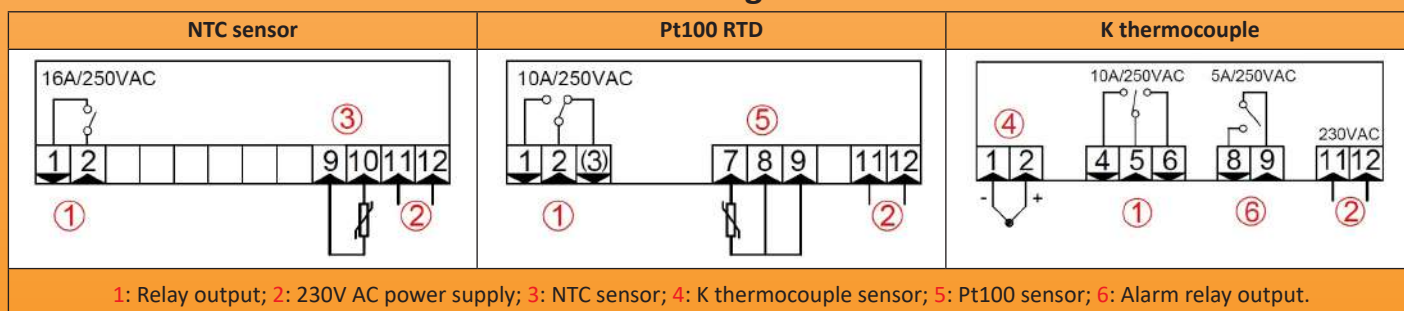 NTC sensor
Pt100 RTD
K thermocouple
16A/250VAC
③
1 2 9 10 11 12
① ②
10A/250VAC
⑤
1 2 (3) 7 8 9 11 12
① ②
10A/250VAC 5A/250VAC
④
230VAC
1 2 4 5 6 8 9 11 12
- +
① ⑥ ②
1: Relay output; 2: 230V AC power supply; 3: NTC sensor; 4: K thermocouple sensor; 5: Pt100 sensor; 6: Alarm relay output.